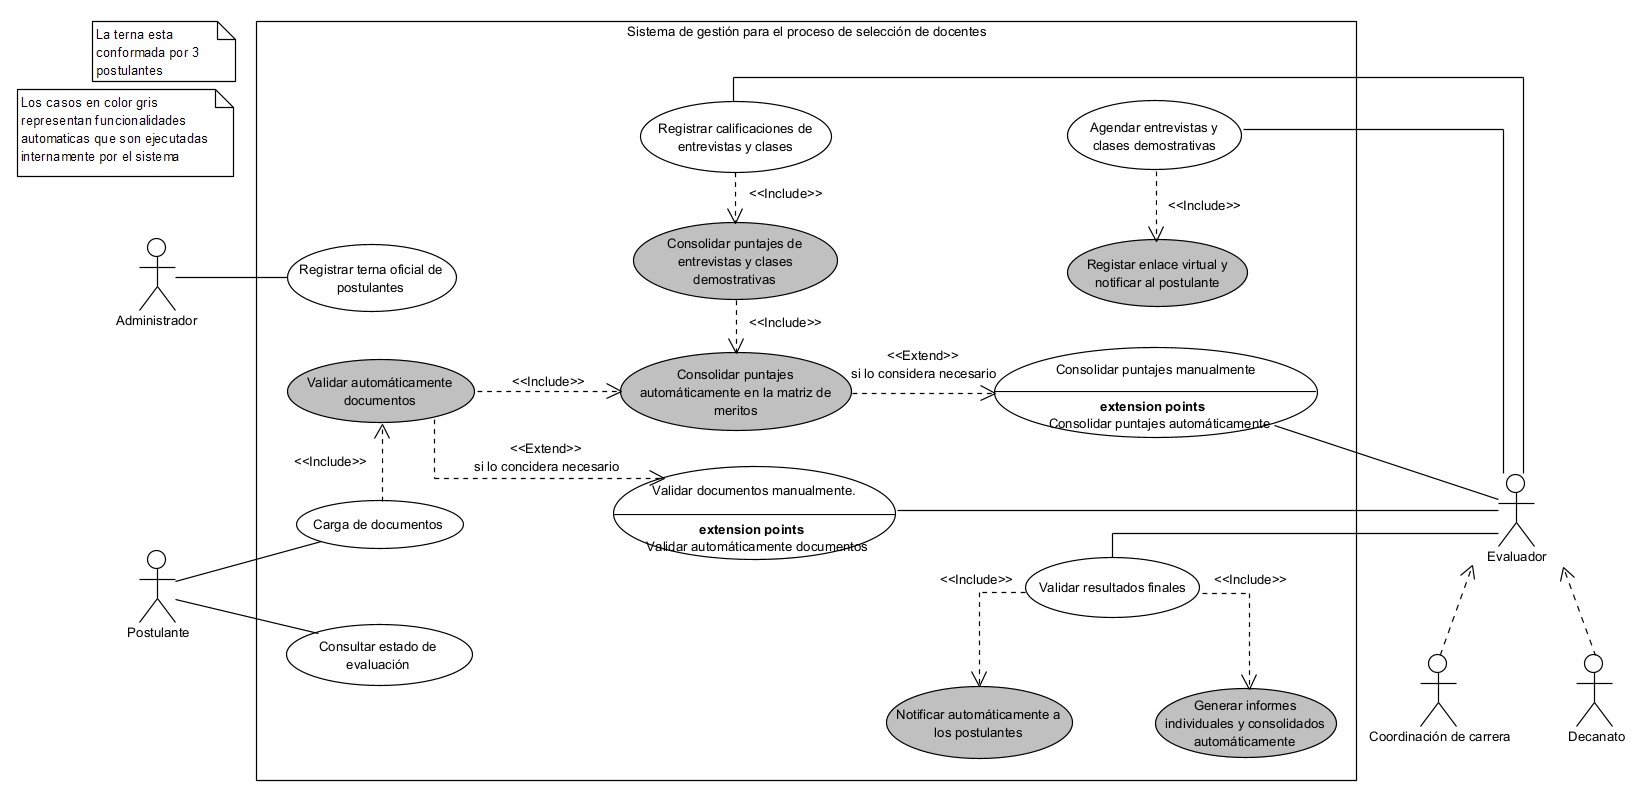 La terna esta
conformada por 3
postulantes
Los casos en color gris
representan funcionalidades
automaticas que son ejecutadas
internamente por el sistema
Sistema de gestión para el proceso de selección de docentes
Registrar calificaciones de
entrevistas y clases
Agendar entrevistas y
clases demostrativas
<<Include>>
<<Include>>
Consolidar puntajes de
entrevistas y clases
demostrativas
Registar enlace virtual y
notificar al postulante
Administrador
Registrar terna oficial de
postulantes
<<Include>>
Validar automáticamente
documentos
<<Include>>
Consolidar puntajes
automáticamente en la matriz de
meritos
<<Extend>>
si lo considera necesario
Consolidar puntajes manualmente
extension points
Consolidar puntajes automáticamente
<<Include>>
<<Extend>>
si lo concidera necesario
Validar documentos manualmente.
extension points
Validar automáticamente documentos
Carga de documentos
Evaluador
Postulante
Consultar estado de
evaluación
<<Include>>
Validar resultados finales
<<Include>>
Notificar automáticamente a
los postulantes
Generar informes
individuales y consolidados
automáticamente
Coordinación de carrera
Decanato